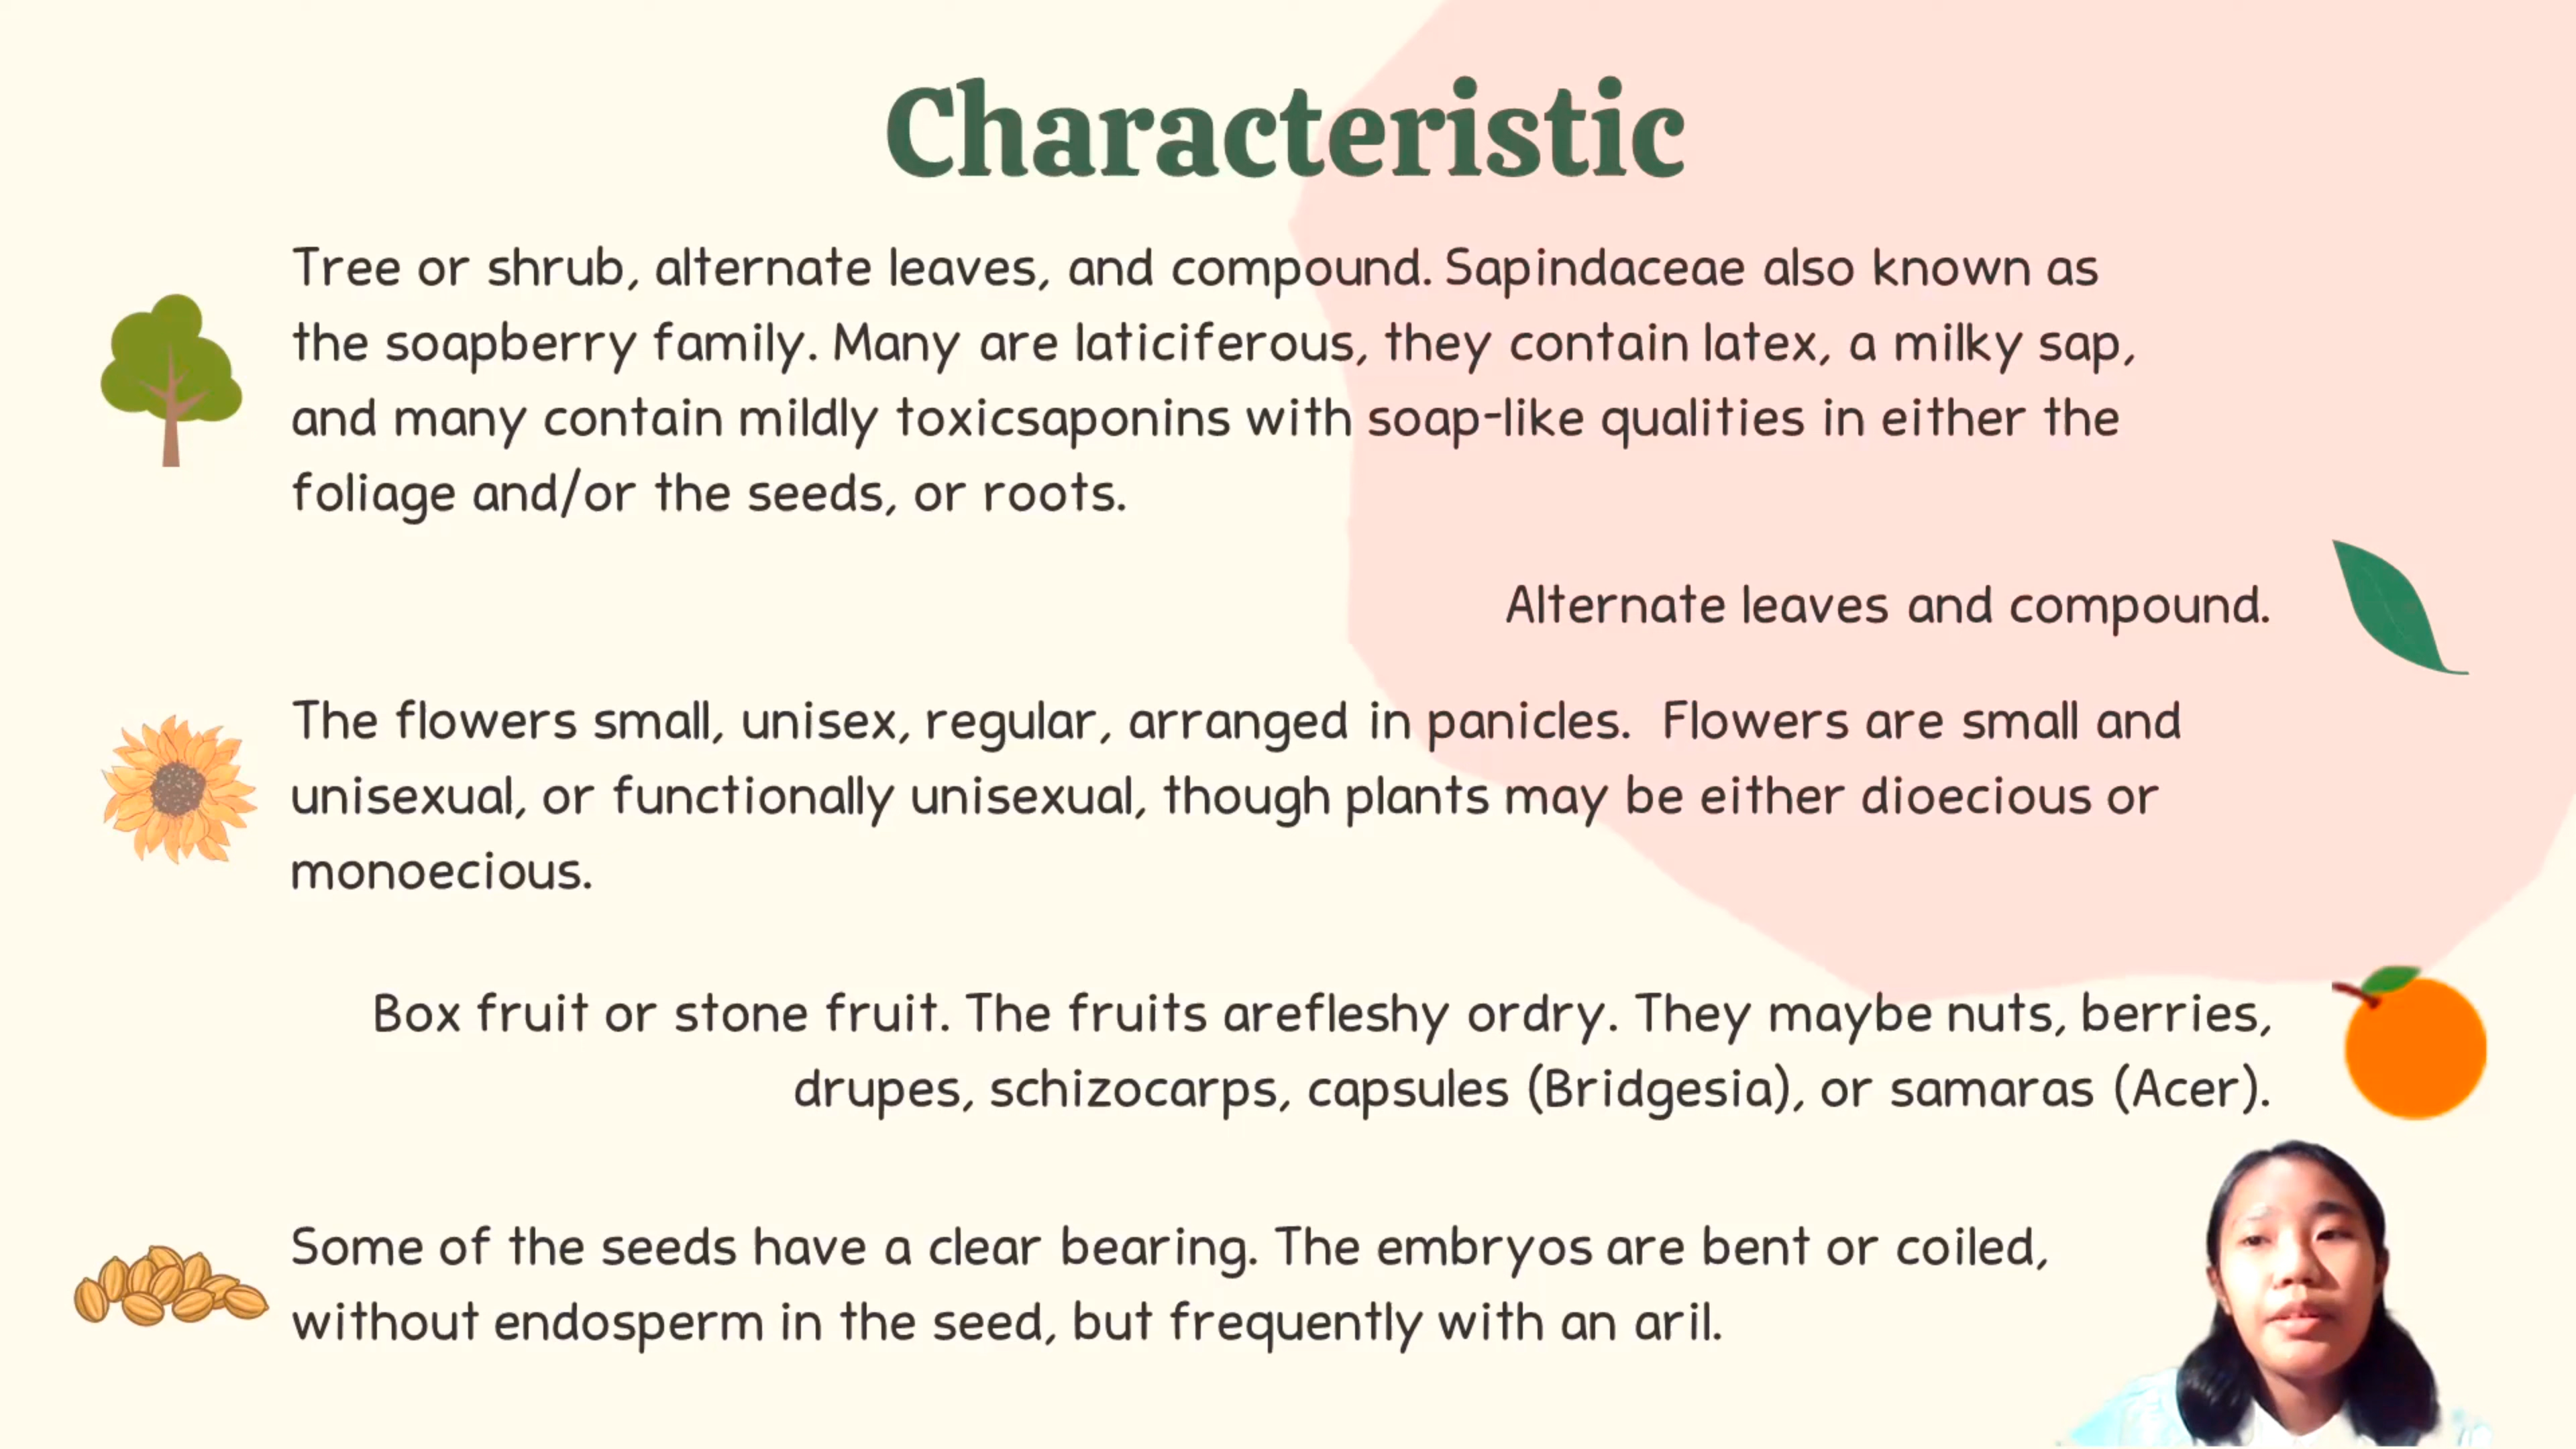 Characteristic
Tree or shrub, alternate leaves, and compound. Sapindaceae also known as
the soapberry family. Many are laticiferous, they contain latex, a milky sap,
and many contain mildly toxicsaponins with soap-like qualities in either the
foliage and/or the seeds, or roots.
Alternate leaves and compound.
The flowers small, unisex, regular, arranged in panicles. Flowers are small and
unisexual, or functionally unisexual, though plants may be either dioecious or
monoecious.
Box fruit or stone fruit. The fruits arefleshy ordry. They maybe nuts, berries,
drupes, schizocarps, capsules (Bridgesia), or samaras (Acer).
Some of the seeds have a clear bearing. The embryos are bent or coiled,
without endosperm in the seed, but frequently with an aril.